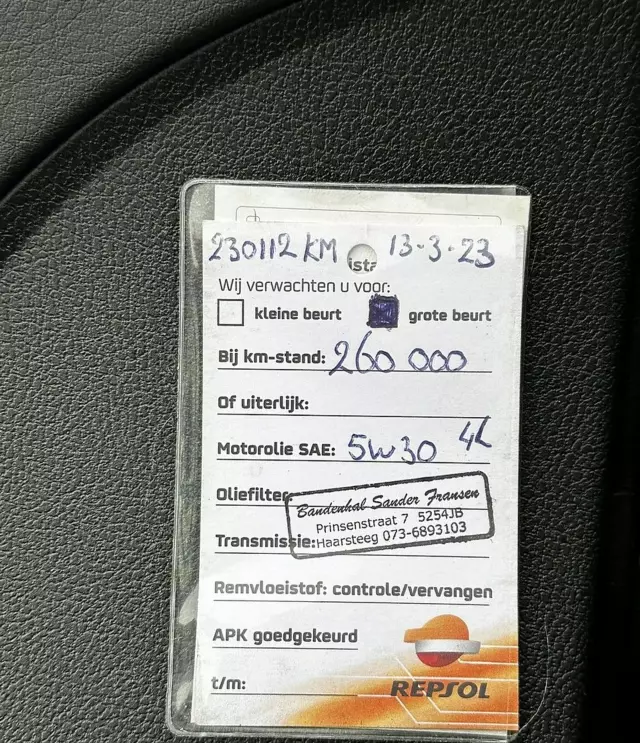 230112 KM 13-3-23
Wij verwachten u voor:
kleine beurt grote beurt
Bij km-stand: 260 000
Of uiterlijk:
Motorolie SAE: 5W30 4L
Oliefilter
Bandenhal Sander Fransen
Prinsenstraat 7 5254JB
Haarsteeg 073-6893103
Transmissie:
Remvloeistof: controle/vervangen
APK goedgekeurd
t/m:
REPSOL